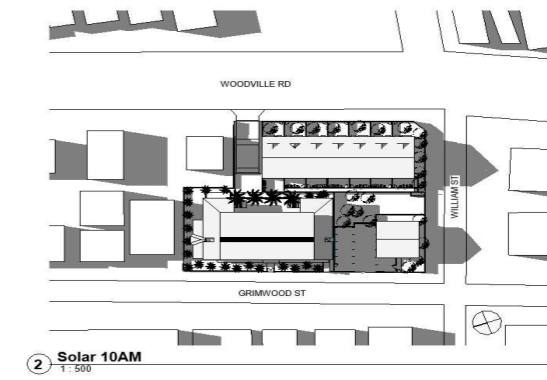 WOODVILLE RD
WILLIAM ST
GRIMWOOD ST
2 Solar 10AM
1 : 500